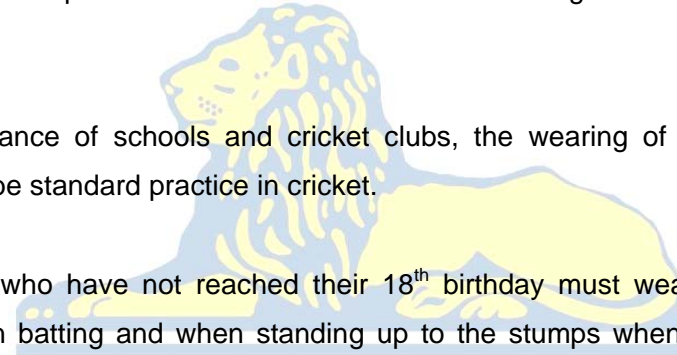 ance of schools and cricket clubs, the wearing of
be standard practice in cricket.
who have not reached their 18th birthday must wea
n batting and when standing up to the stumps when